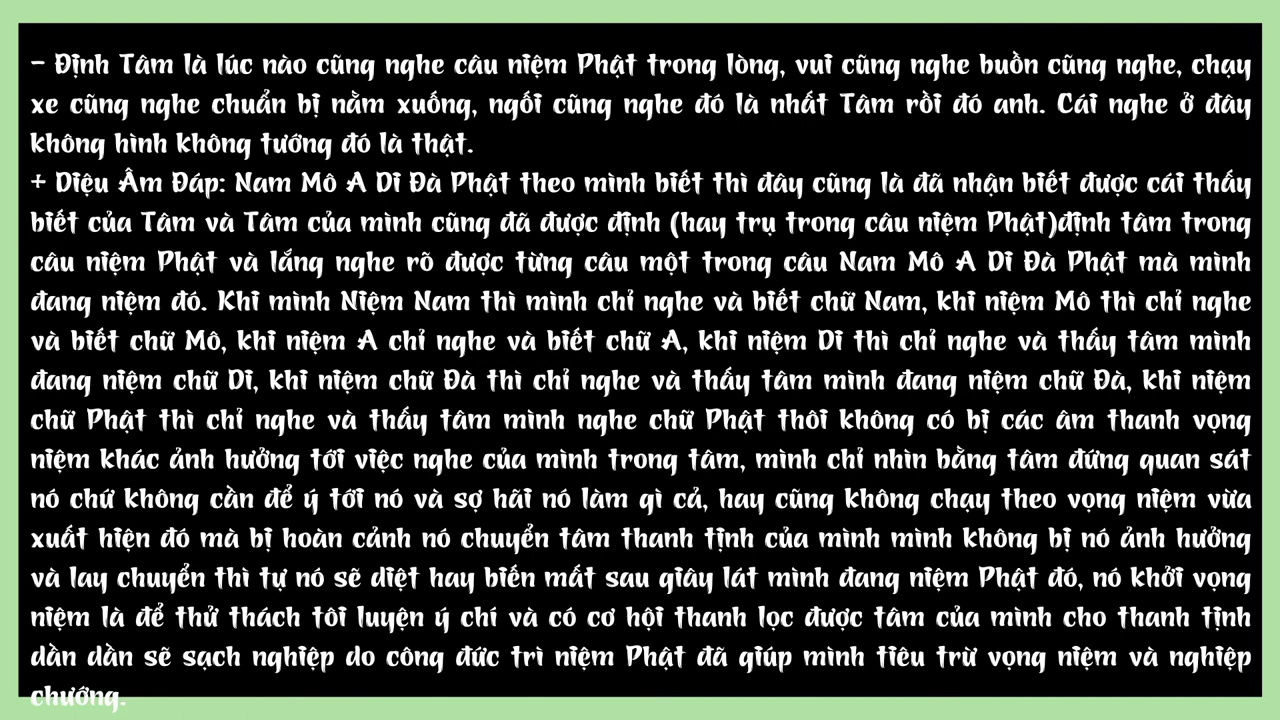 – Định Tâm là lúc nào cũng nghe câu niệm Phật trong lòng, vui cũng nghe buồn cũng nghe, chạy
xe cũng nghe chuẩn bị nằm xuống, ngối cũng nghe đó là nhất Tâm rồi đó anh. Cái nghe ở đây
không hình không tướng đó là thật.
+ Diệu Âm Đáp: Nam Mô A Di Đà Phật theo mình biết thì đây cũng là đã nhận biết được cái thấy
biết của Tâm và Tâm của mình cũng đã được định (hay trụ trong câu niệm Phật)định tâm trong
câu niệm Phật và lắng nghe rõ được từng câu một trong câu Nam Mô A Di Đà Phật mà mình
đang niệm đó. Khi mình Niệm Nam thì mình chỉ nghe và biết chữ Nam, khi niệm Mô thì chỉ nghe
và biết chữ Mô, khi niệm A chỉ nghe và biết chữ A, khi niệm Di thì chỉ nghe và thấy tâm mình
đang niệm chữ Di, khi niệm chữ Đà thì chỉ nghe và thấy tâm mình đang niệm chữ Đà, khi niệm
chữ Phật thì chỉ nghe và thấy tâm mình nghe chữ Phật thôi không có bị các âm thanh vọng
niệm khác ảnh hưởng tới việc nghe của mình trong tâm, mình chỉ nhìn bằng tâm đứng quan sát
nó chứ không cần để ý tới nó và sợ hãi nó làm gì cả, hay cũng không chạy theo vọng niệm vừa
xuất hiện đó mà bị hoàn cảnh nó chuyển tâm thanh tịnh của mình mình không bị nó ảnh hưởng
và lay chuyển thì tự nó sẽ diệt hay biến mất sau giây lát mình đang niệm Phật đó, nó khởi vọng
niệm là để thử thách tôi luyện ý chí và có cơ hội thanh lọc được tâm của mình cho thanh tịnh
dần dần sẽ sạch nghiệp do công đức trì niệm Phật đã giúp mình tiêu trừ vọng niệm và nghiệp
chướng.